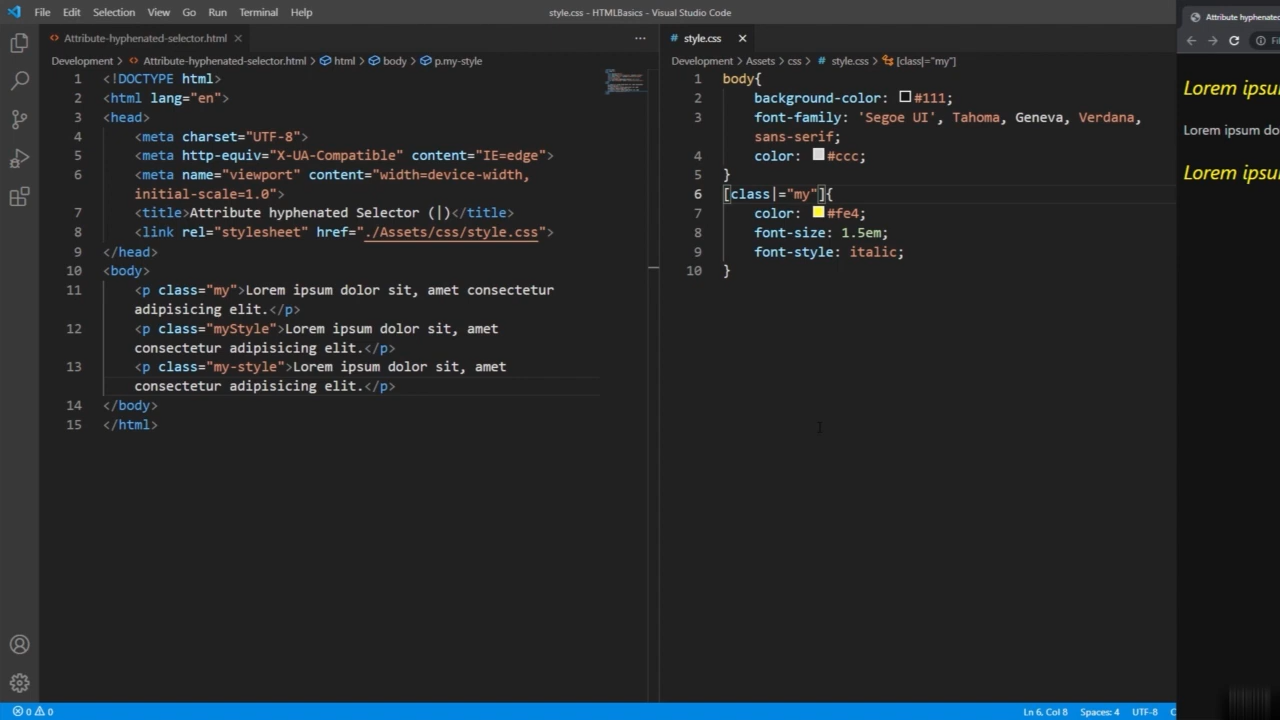 File Edit Selection View Go Run Terminal Help
style.css - HTMLBasics - Visual Studio Code
Attribute-hyphenated-selector.html
Development > Attribute-hyphenated-selector.html > html > body > p.my-style
1 <!DOCTYPE html>
2 <html lang="en">
3 <head>
4 <meta charset="UTF-8">
5 <meta http-equiv="X-UA-Compatible" content="IE=edge">
6 <meta name="viewport" content="width=device-width,
initial-scale=1.0">
7 <title>Attribute hyphenated Selector (|)</title>
8 <link rel="stylesheet" href="./Assets/css/style.css">
9 </head>
10 <body>
11 <p class="my">Lorem ipsum dolor sit, amet consectetur
adipisicing elit.</p>
12 <p class="myStyle">Lorem ipsum dolor sit, amet
consectetur adipisicing elit.</p>
13 <p class="my-style">Lorem ipsum dolor sit, amet
consectetur adipisicing elit.</p>
14 </body>
15 </html>
# style.css
Development > Assets > css > # style.css > [class|="my"]
1 body{
2 background-color: #111;
3 font-family: 'Segoe UI', Tahoma, Geneva, Verdana,
sans-serif;
4 color: #ccc;
5 }
6 [class|="my"]{
7 color: #fe4;
8 font-size: 1.5em;
9 font-style: italic;
10 }
Attribute hyphenated
Lorem ipsu
Lorem ipsum do
Lorem ipsu
0 0
Ln 6, Col 8 Spaces: 4 UTF-8